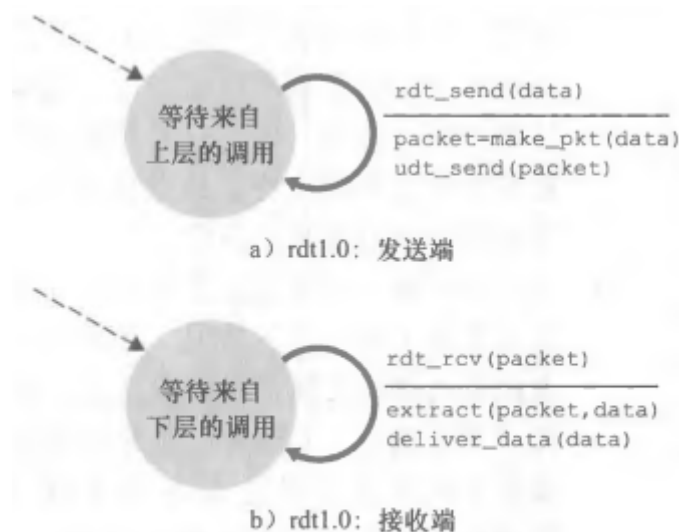 等待来自
上层的调用
rdt_send(data)
packet=make_pkt(data)
udt_send(packet)
a) rdt1.0: 发送端
等待来自
下层的调用
rdt_rcv(packet)
extract(packet,data)
deliver_data(data)
b) rdt1.0: 接收端